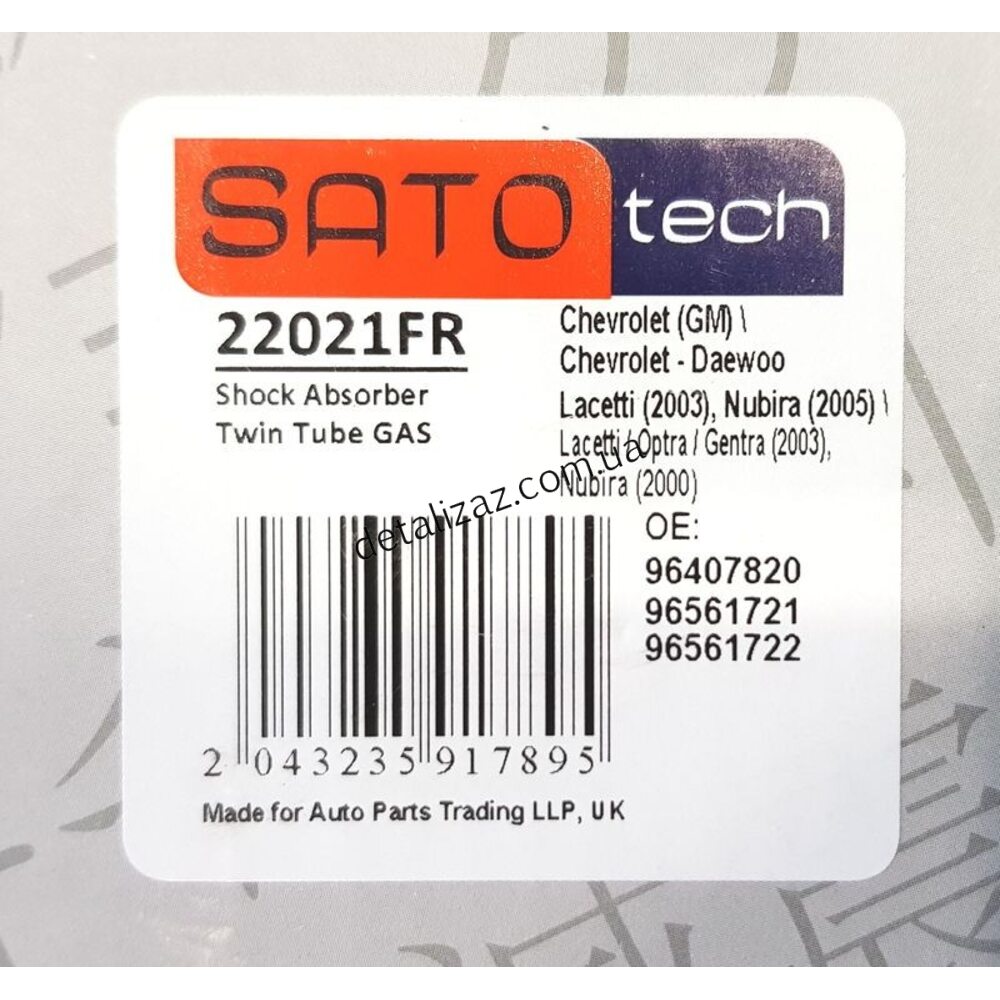 SATO tech
22021FR
Shock Absorber
Twin Tube GAS
Chevrolet (GM) \
Chevrolet - Daewoo
Lacetti (2003), Nubira (2005) \
Lacetti / Optra / Gentra (2003),
Nubira (2000)
OE:
96407820
96561721
96561722
detalizaz.com.ua
2 043235 917895
Made for Auto Parts Trading LLP, UK